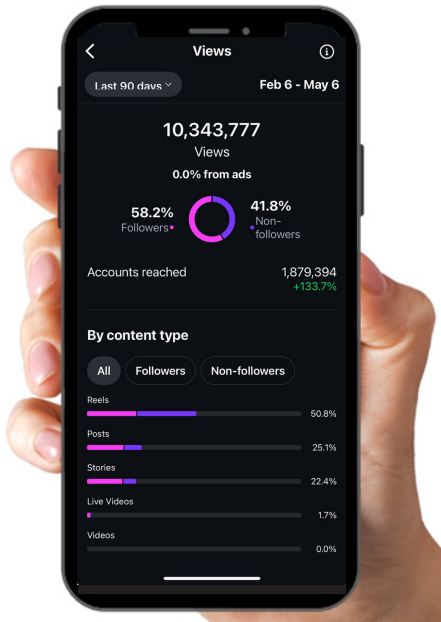 Views
Last 90 days
Feb 6 - May 6
10,343,777
Views
0.0% from ads
58.2%
Followers
41.8%
Non-
followers
Accounts reached
1,879,394
+133.7%
By content type
All
Followers
Non-followers
Reels
50.8%
Posts
25.1%
Stories
22.4%
Live Videos
1.7%
Videos
0.0%